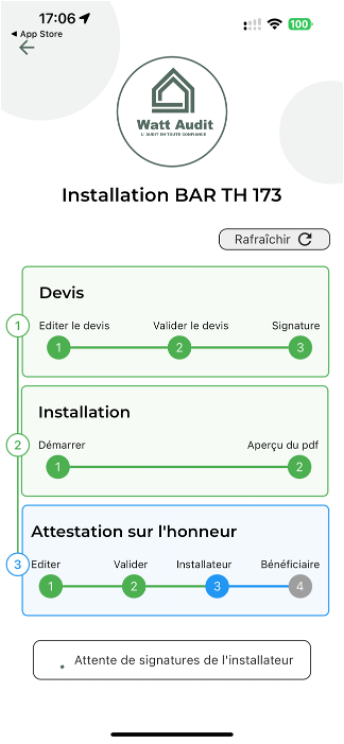 17:06
100
App Store
Watt Audit
L'AUDIT EN TOUTE CONFIANCE
Installation BAR TH 173
Rafraîchir
Devis
1
Editer le devis
Valider le devis
Signature
1
2
3
Installation
2
Démarrer
Aperçu du pdf
1
2
Attestation sur l'honneur
3
Editer
Valider
Installateur
Bénéficiaire
1
2
3
4
Attente de signatures de l'installateur